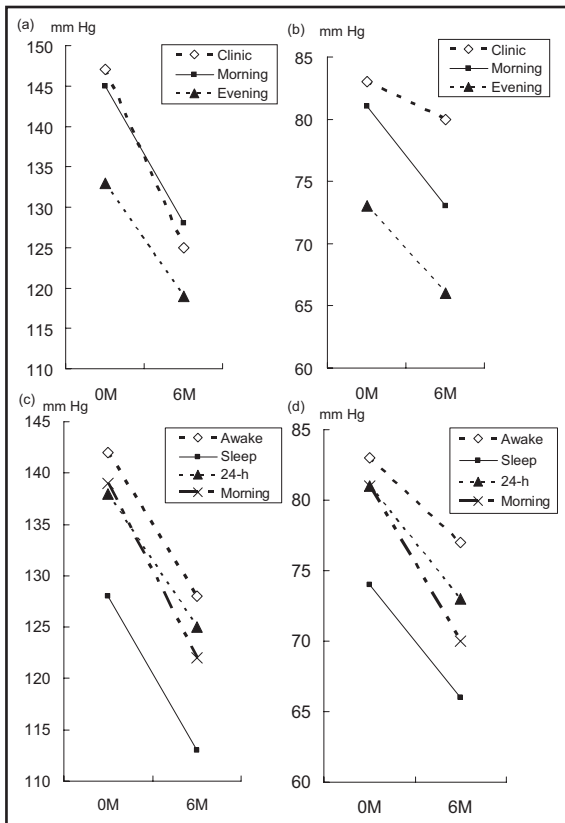 (a)
mm Hg
150
145
140
135
130
125
120
115
110
0M 6M
Clinic
Morning
Evening
(b)
mm Hg
85
80
75
70
65
60
0M 6M
Clinic
Morning
Evening
(c)
mm Hg
145
140
135
130
125
120
115
110
0M 6M
Awake
Sleep
24-h
Morning
(d)
mm Hg
85
80
75
70
65
60
0M 6M
Awake
Sleep
24-h
Morning